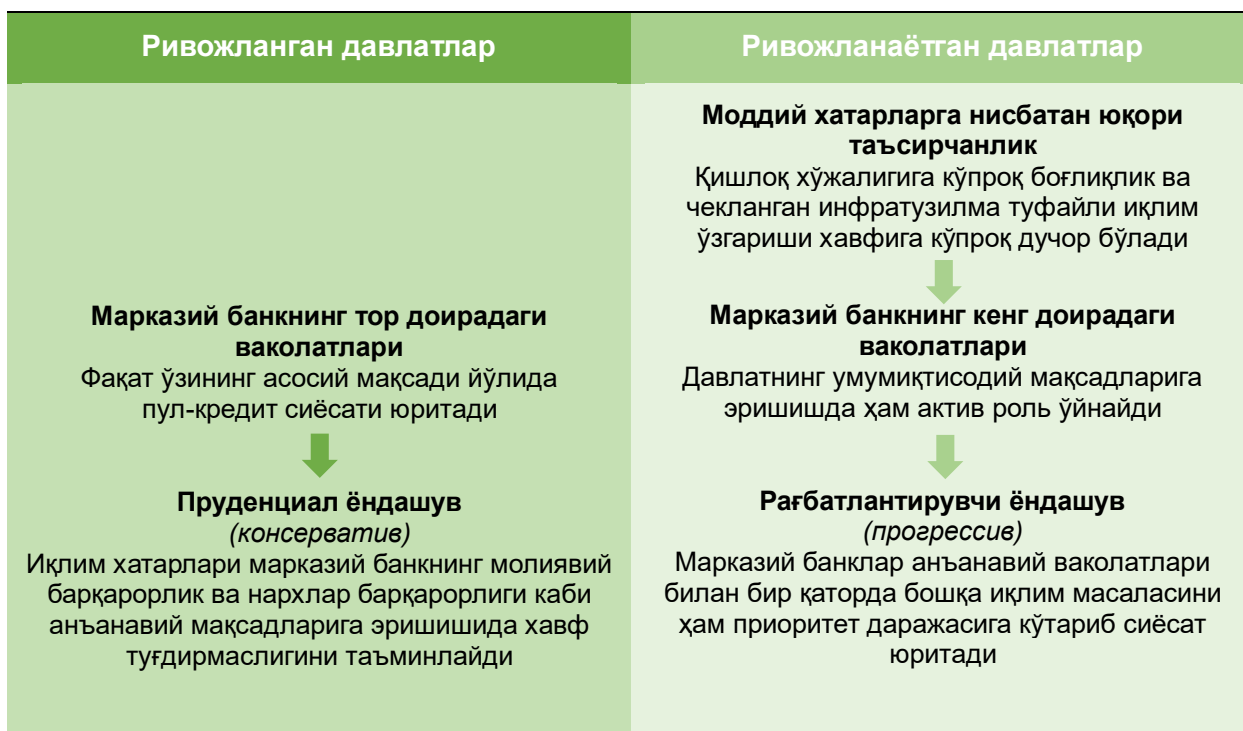 Ривожланган давлатлар
Ривожланаётган давлатлар
Марказий банкнинг тор доирадаги
ваколатлари
Фақат ўзининг асосий мақсади йўлида
пул-кредит сиёсати юритади
Пруденциал ёндашув
(консерватив)
Иқлим хатарлари марказий банкнинг молиявий
барқарорлик ва нархлар барқарорлиги каби
анъанавий мақсадларига эришишида хавф
туғдирмаслигини таъминлайди
Моддий хатарларга нисбатан юқори
таъсирчанлик
Қишлоқ хўжалигига кўпроқ боғлиқлик ва
чекланган инфратузилма туфайли иқлим
ўзгариши хавфига кўпроқ дучор бўлади
Марказий банкнинг кенг доирадаги
ваколатлари
Давлатнинг умумиқтисодий мақсадларига
эришишда ҳам актив роль ўйнайди
Рағбатлантирувчи ёндашув
(прогрессив)
Марказий банклар анъанавий ваколатлари
билан бир қаторда бошқа иқлим масаласини
ҳам приоритет даражасига кўтариб сиёсат
юритади